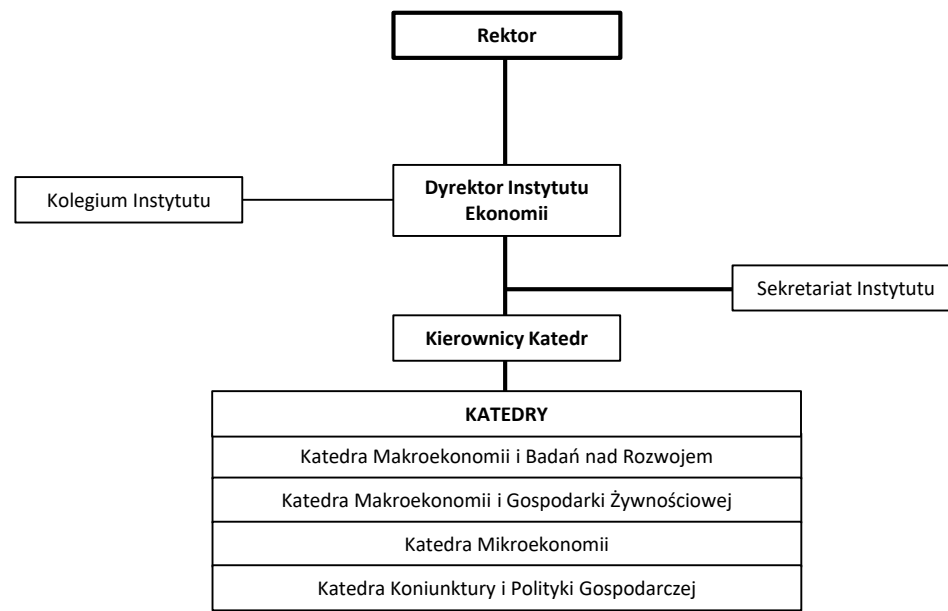 Rektor
Kolegium Instytutu
Dyrektor Instytutu
Ekonomii
Sekretariat Instytutu
Kierownicy Katedr
KATEDRY
Katedra Makroekonomii i Badań nad Rozwojem
Katedra Makroekonomii i Gospodarki Żywnościowej
Katedra Mikroekonomii
Katedra Koniunktury i Polityki Gospodarczej